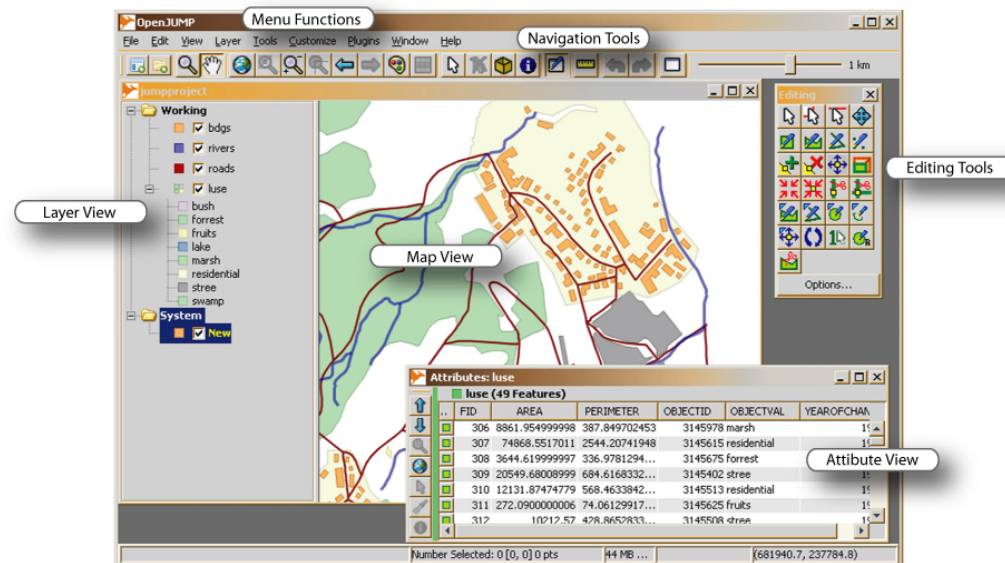 Menu Functions
OpenJUMP
File Edit View Layer Tools Customize Plugins Window Help
Navigation Tools
1 km
jumpproject
Working
bdgs
rivers
roads
luse
bush
forrest
fruits
lake
marsh
residential
stree
swamp
System
New
Layer View
Map View
Editing
Editing Tools
Options...
Attributes: luse
luse (49 Features)
.. FID AREA PERIMETER OBJECTID OBJECTVAL YEAROFCHAN
306 8861.954999998 387.849702453 3145978 marsh 19
307 74868.5517011 2544.20741948 3145615 residential 19
308 3644.619999997 336.9781294... 3145675 forrest 19
309 20549.68008999 684.6168332... 3145402 stree
310 12131.87474779 568.4633842... 3145513 residential 19
311 272.0900000006 74.06129917... 3145625 fruits 19
312 10212.57 428.8652833... 3145508 stree 19
Attibute View
Number Selected: 0 [0, 0] 0 pts 44 MB ... (681940.7, 237784.8)